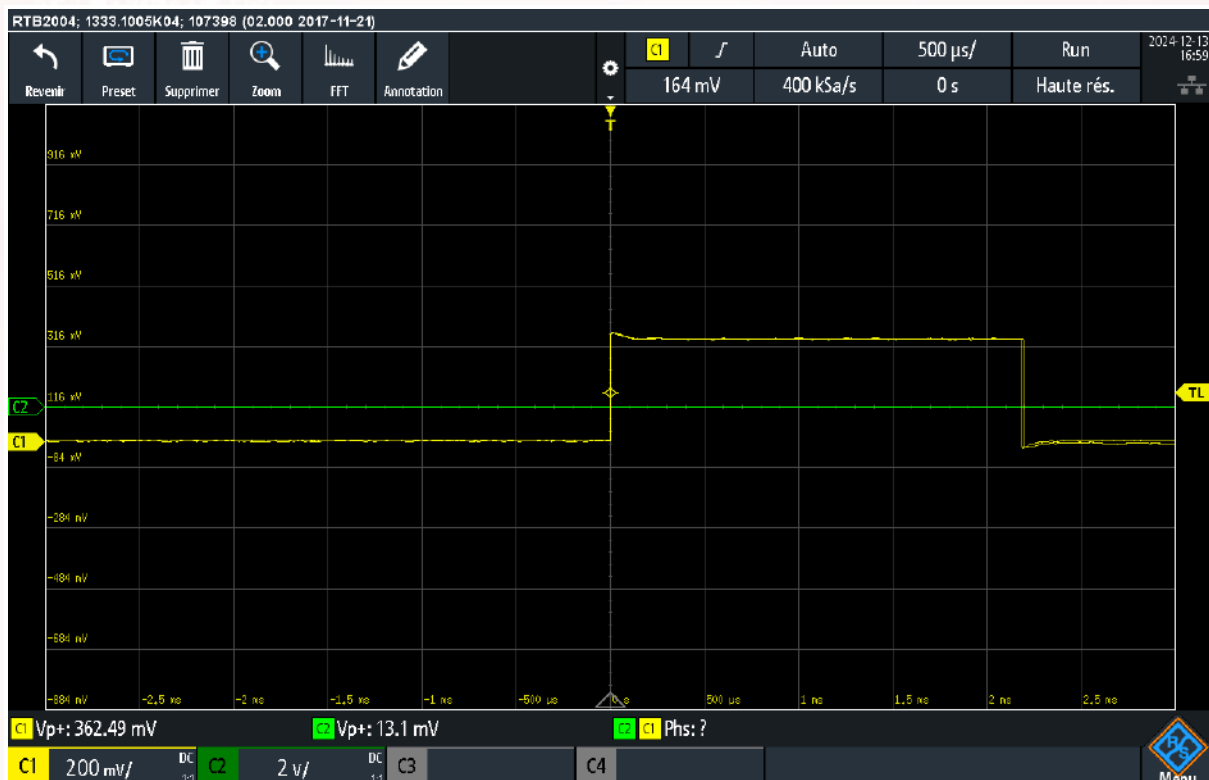 RTB2004; 1333.1005K04; 107398 (02.000 2017-11-21)
C1 Auto 500 µs/ Run 2024-12-13
16:59
Revenir Preset Supprimer Zoom FFT Annotation 164 mV 400 kSa/s 0 s Haute rés.
T
916 mV
716 mV
516 mV
316 mV
116 mV
TL
C2
C1
-84 mV
-284 mV
-484 mV
-684 mV
-884 mV -2.5 ms -2 ms -1.5 ms -1 ms -500 µs 0 s 500 µs 1 ms 1.5 ms 2 ms 2.5 ms
C1 Vp+: 362.49 mV C2 Vp+: 13.1 mV C2 C1 Phs: ?
C1 200 mV/ DC 1:1 C2 2 V/ DC 1:1 C3 C4 Menu
R&S